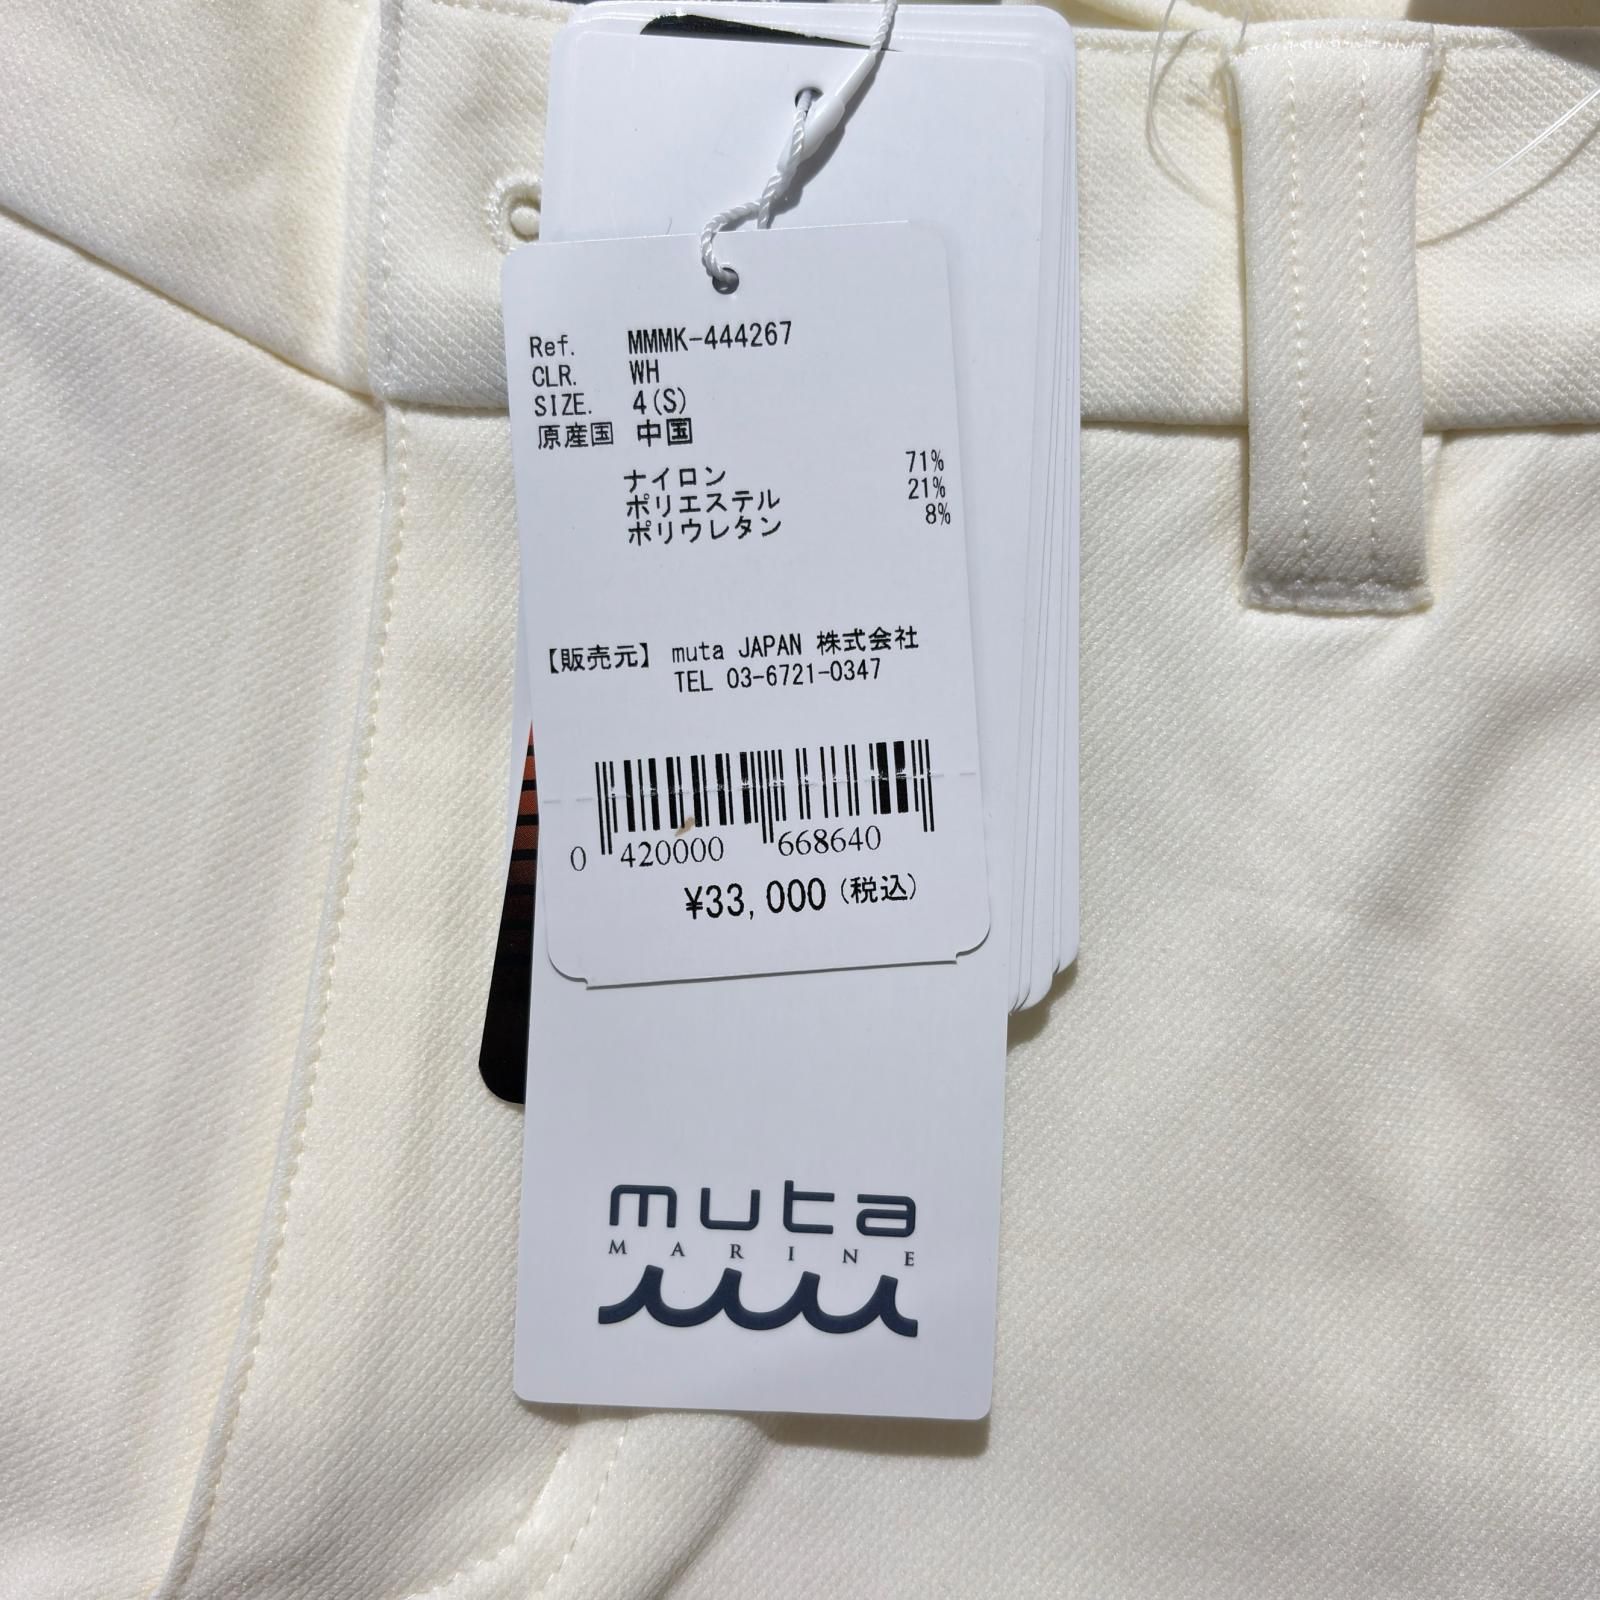 Ref. MMMK-444267
CLR. WH
SIZE. 4(S)
原産国 中国
ナイロン 71%
ポリエステル 21%
ポリウレタン 8%
【販売元】 muta JAPAN 株式会社
TEL 03-6721-0347
0 420000 668640
¥33,000(税込)
muta
MARINE